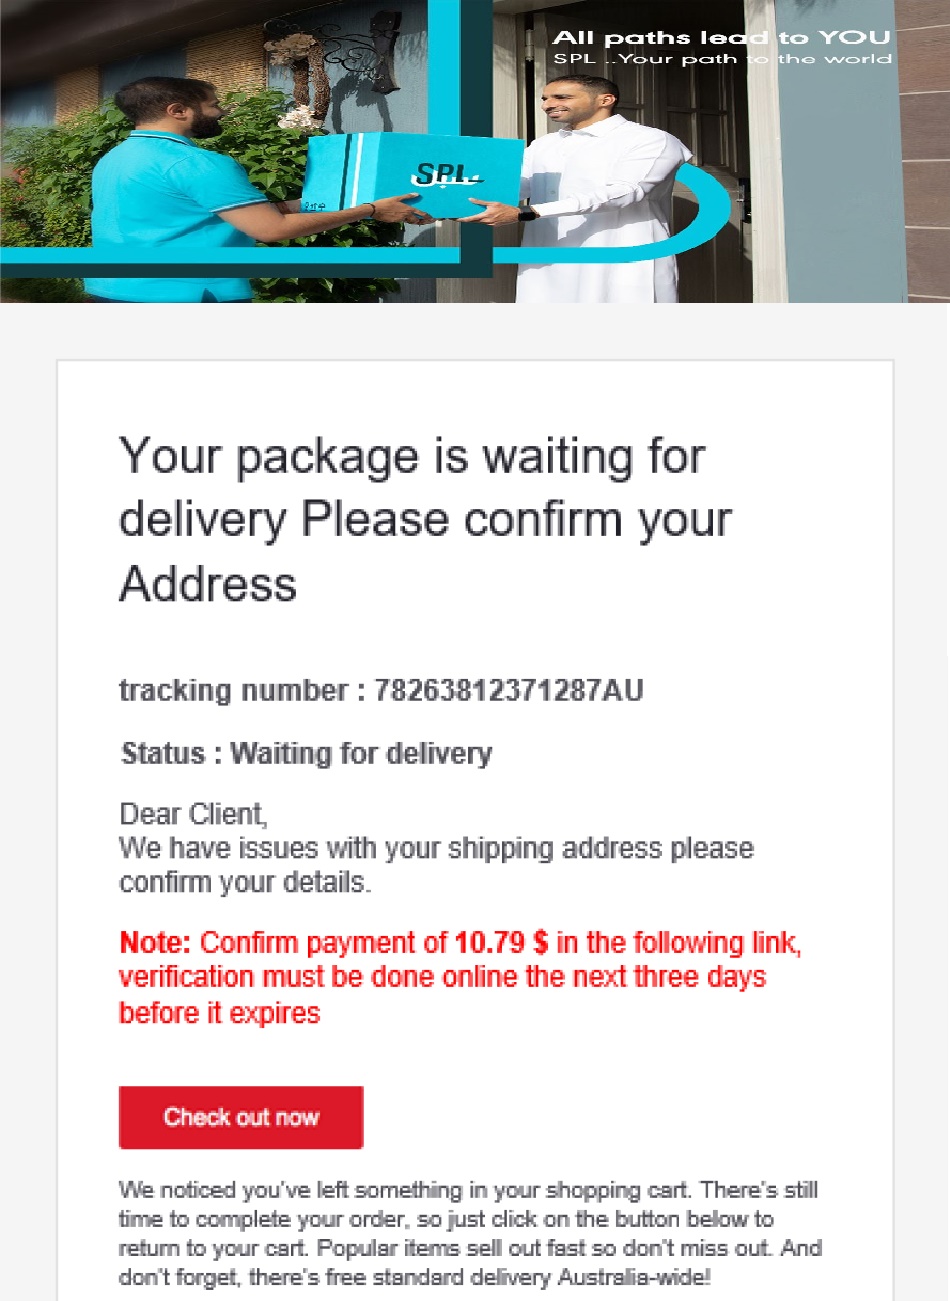 All paths lead to YOU
SPL ..Your path to the world
SPL
سبل
Your package is waiting for
delivery Please confirm your
Address
tracking number : 78263812371287AU
Status : Waiting for delivery
Dear Client,
We have issues with your shipping address please
confirm your details.
Note: Confirm payment of 10.79 $ in the following link,
verification must be done online the next three days
before it expires
Check out now
We noticed you've left something in your shopping cart. There's still
time to complete your order, so just click on the button below to
return to your cart. Popular items sell out fast so don't miss out. And
don't forget, there's free standard delivery Australia-wide!